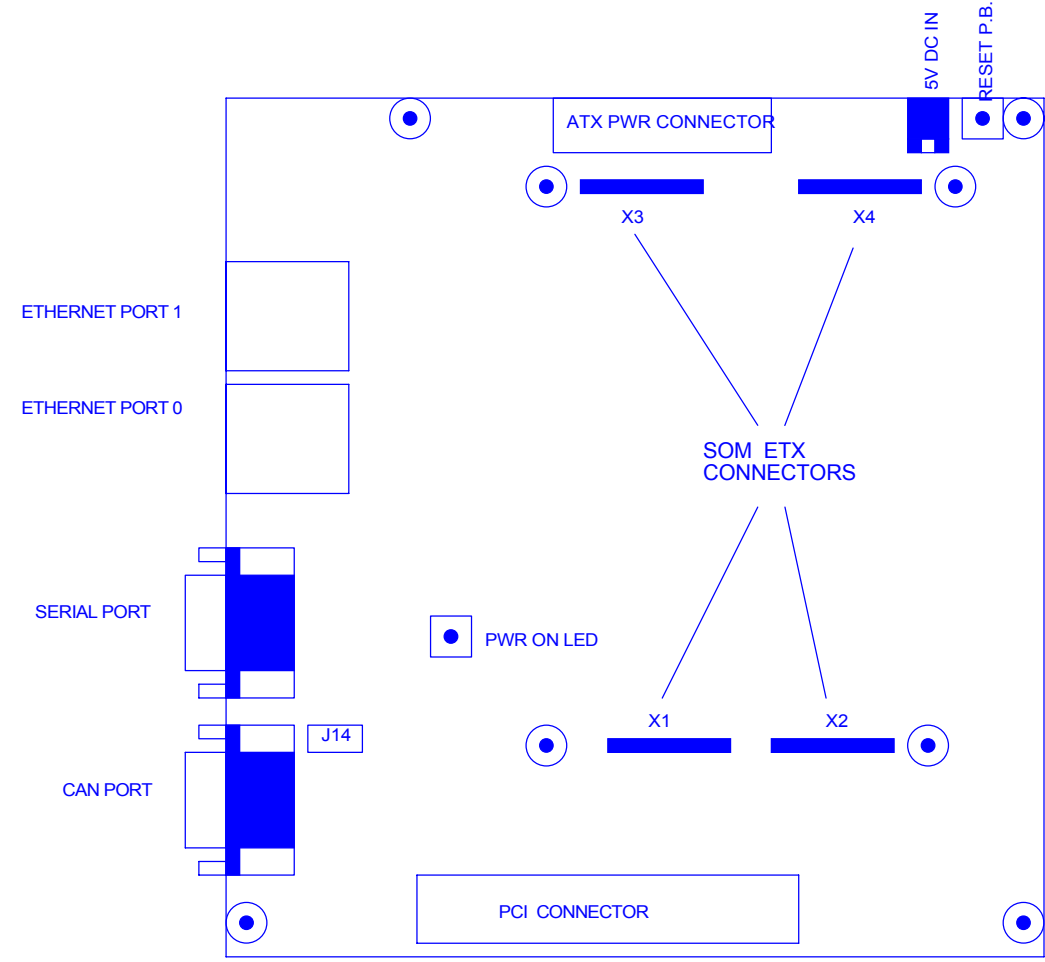 5V DC IN
RESET P.B.
ATX PWR CONNECTOR
X3
X4
ETHERNET PORT 1
ETHERNET PORT 0
SOM ETX
CONNECTORS
SERIAL PORT
PWR ON LED
X1
X2
J14
CAN PORT
PCI CONNECTOR